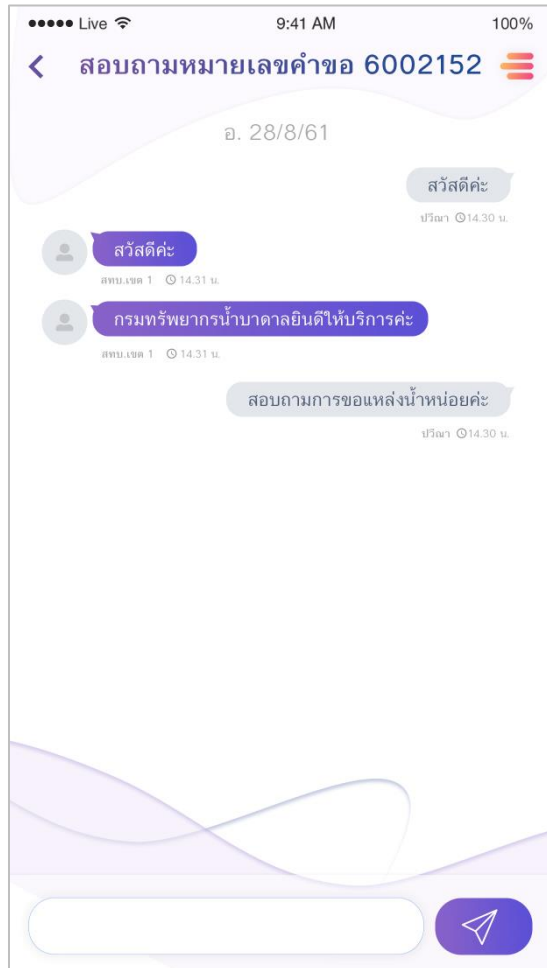 Live 9:41 AM 100%
สอบถามหมายเลขคำขอ 6002152
อ. 28/8/61
สวัสดีค่ะ
ปวีณา 14.30 น.
สวัสดีค่ะ
สทบ.เขต 1 14.31 น.
กรมทรัพยากรน้ำบาดาลยินดีให้บริการค่ะ
สทบ.เขต 1 14.31 น.
สอบถามการขอแหล่งน้ำหน่อยค่ะ
ปวีณา 14.30 น.